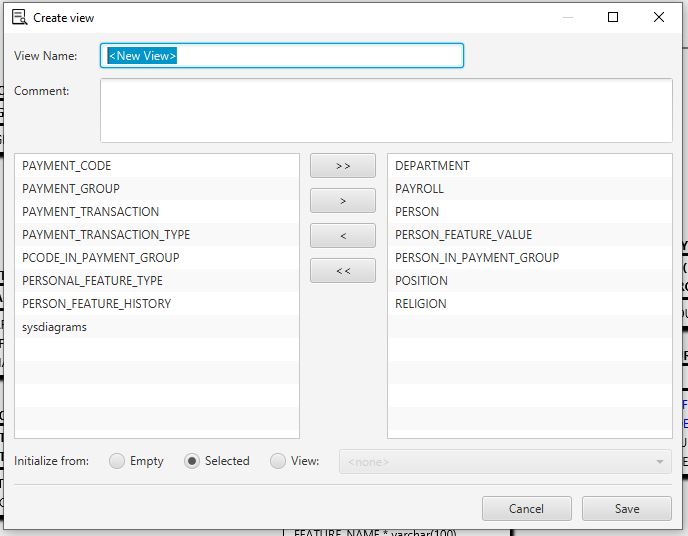 Create view
View Name:
<New View>
Comment:
PAYMENT_CODE
PAYMENT_GROUP
PAYMENT_TRANSACTION
PAYMENT_TRANSACTION_TYPE
PCODE_IN_PAYMENT_GROUP
PERSONAL_FEATURE_TYPE
PERSON_FEATURE_HISTORY
sysdiagrams
>>
>
<
<<
DEPARTMENT
PAYROLL
PERSON
PERSON_FEATURE_VALUE
PERSON_IN_PAYMENT_GROUP
POSITION
RELIGION
Initialize from: Empty Selected View: <none>
Cancel Save
FEATURE_NAME * varchar(100)